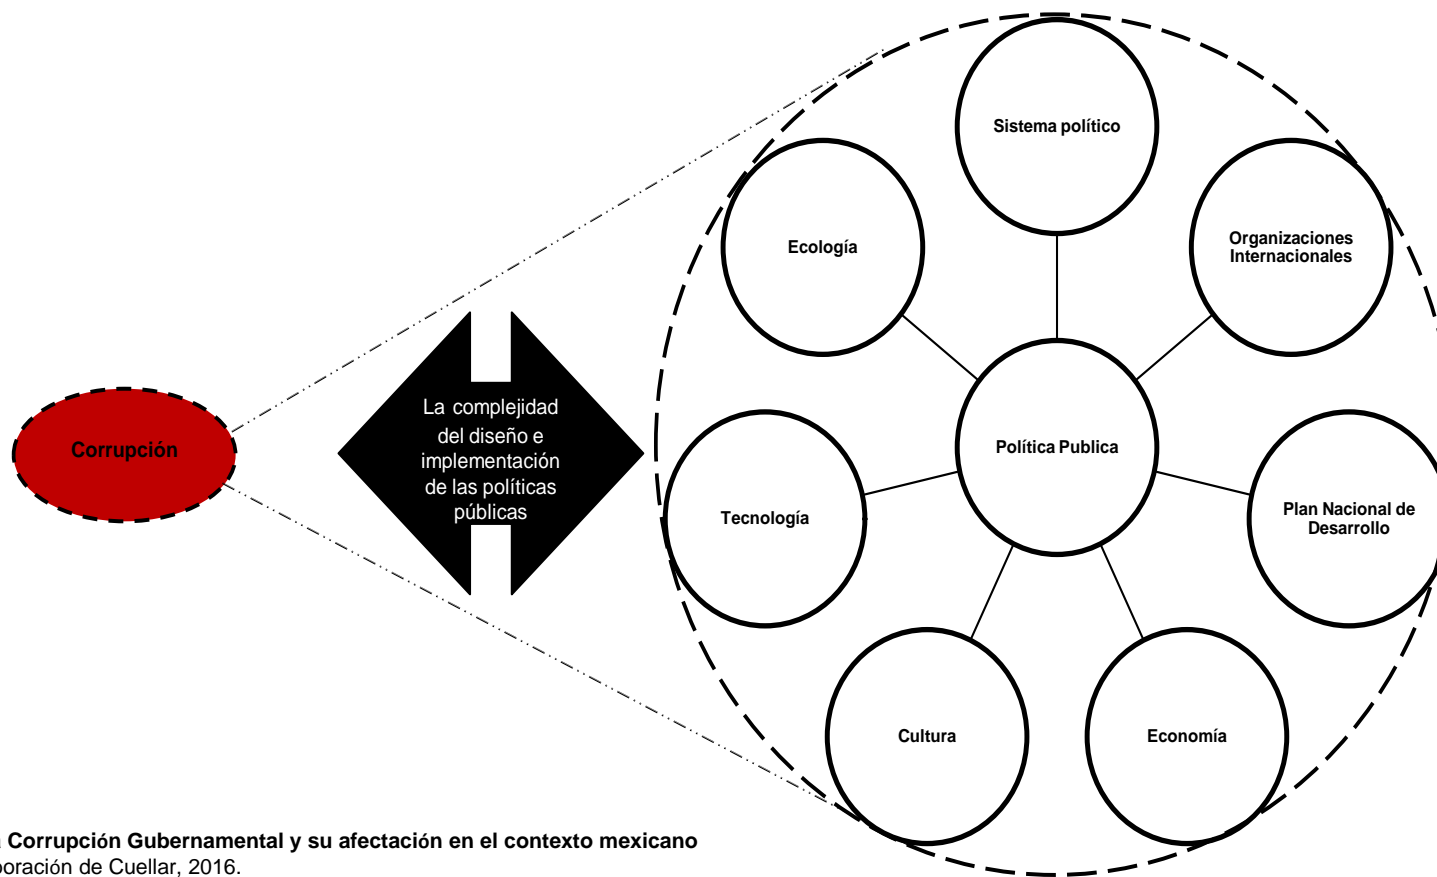 Sistema político
Organizaciones
Internacionales
Ecología
La complejidad
del diseño e
implementación
de las políticas
públicas
Corrupción
Política Publica
Tecnología
Plan Nacional de
Desarrollo
Cultura
Economía
Corrupción Gubernamental y su afectación en el contexto mexicano
de Cuellar, 2016.